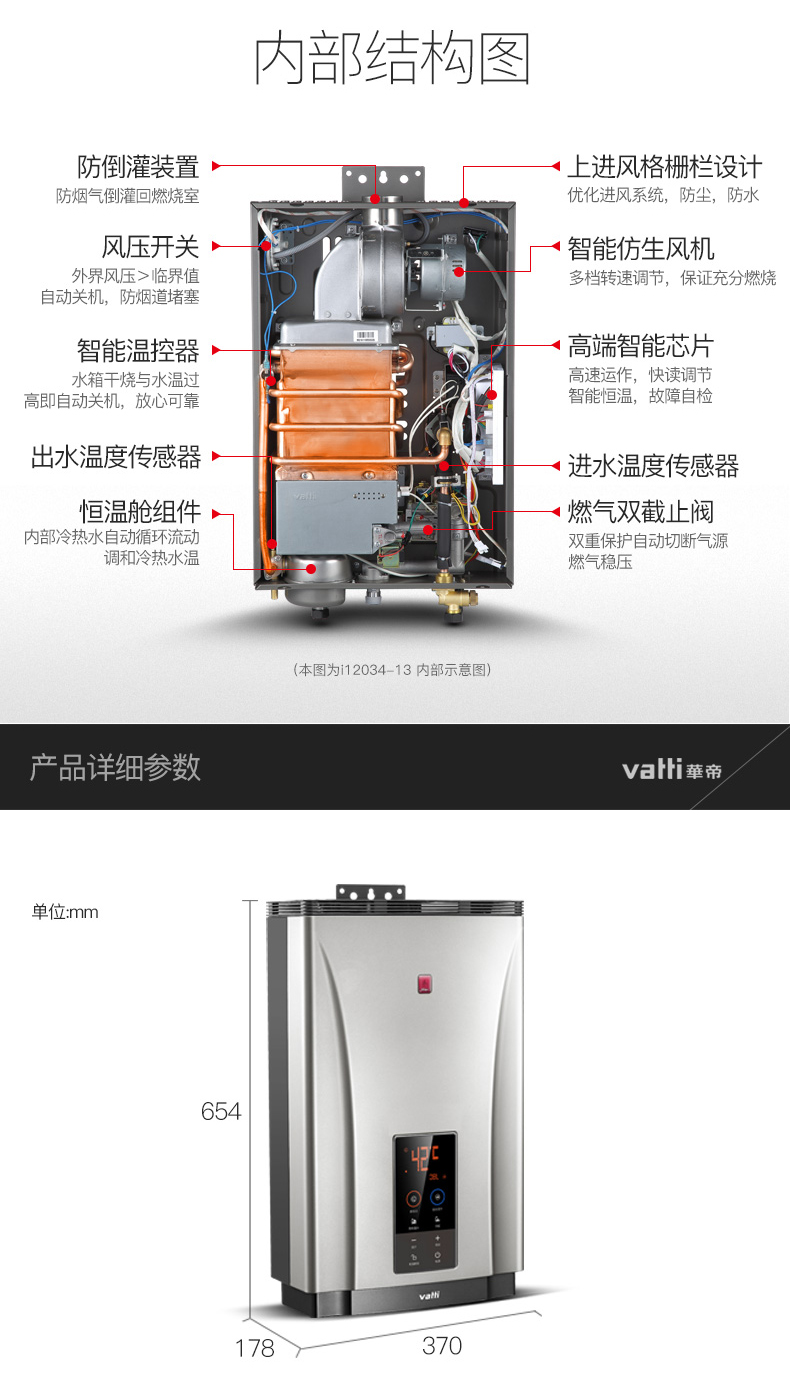 内部结构图
防倒灌装置
防烟气倒灌回燃烧室
风压开关
外界风压＞临界值
自动关机，防烟道堵塞
智能温控器
水箱干烧与水温过
高即自动关机，放心可靠
出水温度传感器
恒温舱组件
内部冷热水自动循环流动
调和冷热水温
上进风格栅栏设计
优化进风系统，防尘，防水
智能仿生风机
多档转速调节，保证充分燃烧
高端智能芯片
高速运作，快读调节
智能恒温，故障自检
进水温度传感器
燃气双截止阀
双重保护自动切断气源
燃气稳压
vatti
(本图为i12034-13 内部示意图)
产品详细参数
vatti華帝
单位:mm
654
42℃
vatti
178
370